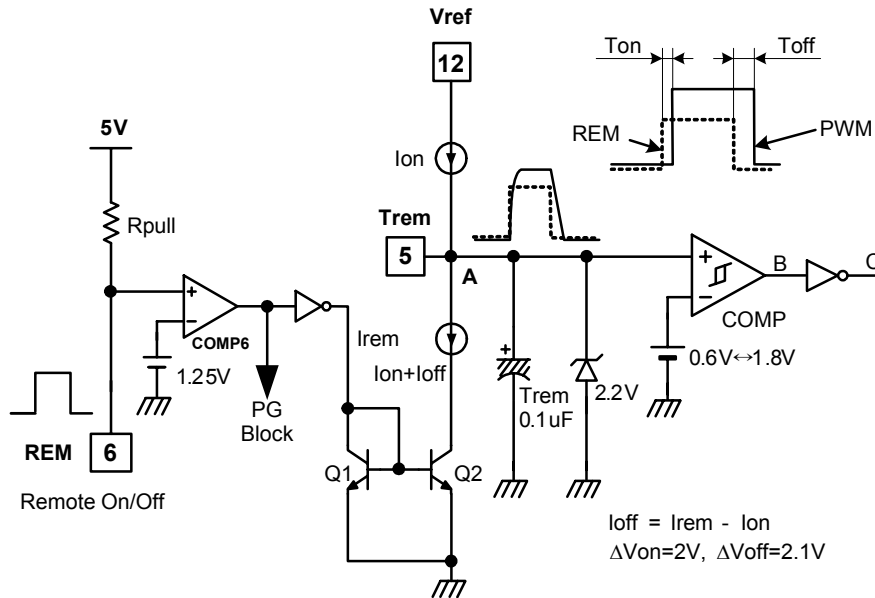 Vref
12
Ton
Toff
REM
PWM
5V
Ion
Rpull
Trem
5
A
+
−
COMP6
1.25V
Irem
Ion+Ioff
+
−
B
C
COMP
0.6V↔1.8V
+
Trem
0.1uF
2.2V
PG
Block
REM
6
Q1
Q2
Remote On/Off
Ioff = Irem - Ion
ΔVon=2V, ΔVoff=2.1V